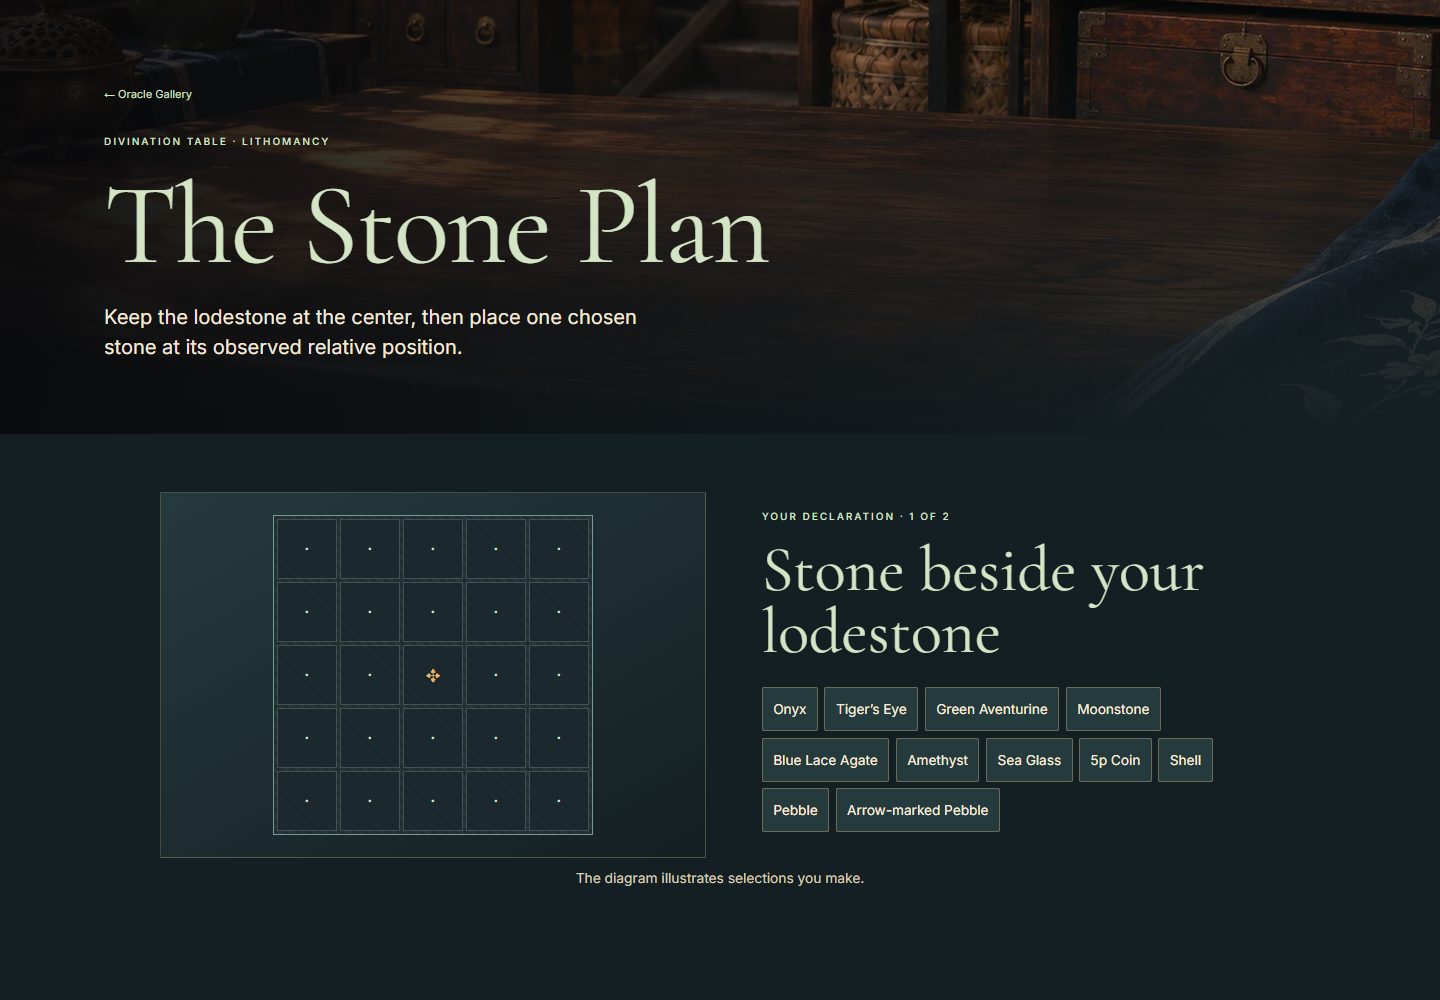 ← Oracle Gallery
DIVINATION TABLE · LITHOMANCY
The Stone Plan
Keep the lodestone at the center, then place one chosen
stone at its observed relative position.
YOUR DECLARATION · 1 OF 2
Stone beside your
lodestone
Onyx
Tiger’s Eye
Green Aventurine
Moonstone
Blue Lace Agate
Amethyst
Sea Glass
5p Coin
Shell
Pebble
Arrow-marked Pebble
The diagram illustrates selections you make.